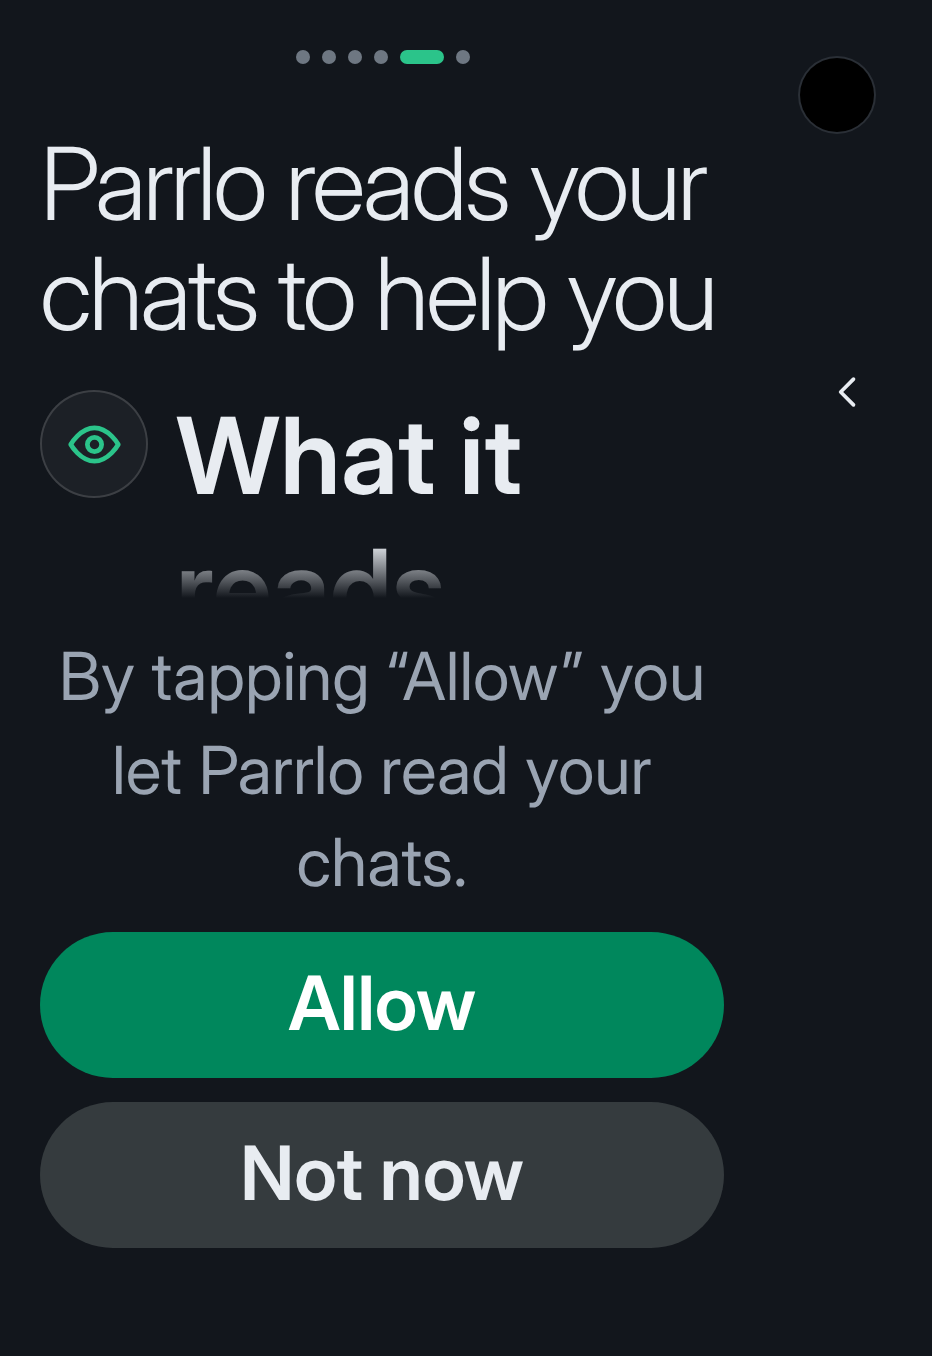 Parrlo reads your
chats to help you
What it
reads
By tapping “Allow” you
let Parrlo read your
chats.
Allow
Not now